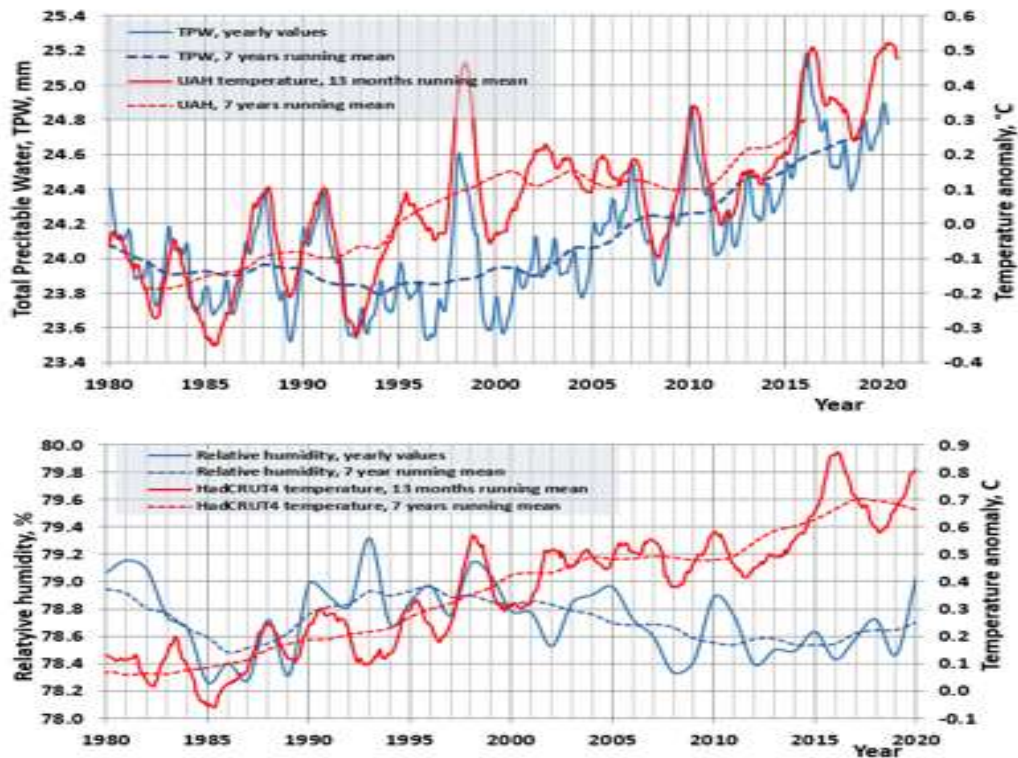 25.4
25.2
25.0
24.8
24.6
24.4
24.2
24.0
23.8
23.6
23.4
Total Precitable Water, TPW, mm
TPW, yearly values
TPW, 7 years running mean
UAH temperature, 13 months running mean
UAH, 7 years running mean
0.6
0.5
0.4
0.3
0.2
0.1
0.0
-0.1
-0.2
-0.3
-0.4
Temperature anomaly, °C
1980 1985 1990 1995 2000 2005 2010 2015 2020
Year
80.0
79.8
79.6
79.4
79.2
79.0
78.8
78.6
78.4
78.2
78.0
Relatyive humidity, %
Relative humidity, yearly values
Relative humidity, 7 year running mean
HadCRUT4 temperature, 13 months running mean
HadCRUT4 temperature, 7 years running mean
0.9
0.8
0.7
0.6
0.5
0.4
0.3
0.2
0.1
0.0
-0.1
Temperature anomaly, C
1980 1985 1990 1995 2000 2005 2010 2015 2020
Year